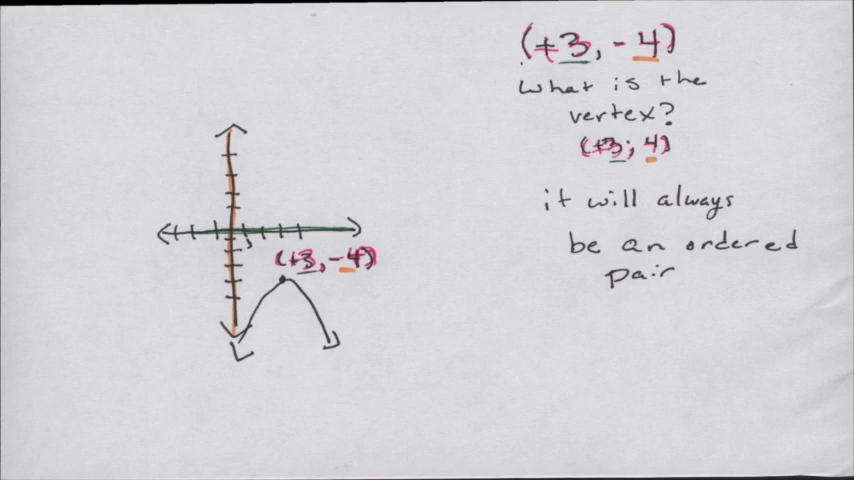 (+3, -4)
What is the
vertex?
(+3; 4)
it will always
be an ordered
pair
(+3, -4)